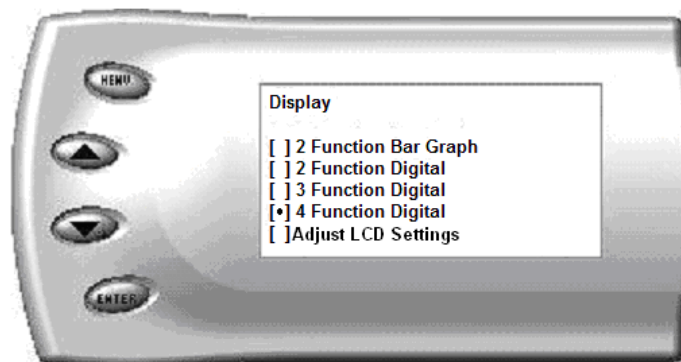 MENU
Display
[ ] 2 Function Bar Graph
[ ] 2 Function Digital
[ ] 3 Function Digital
[•] 4 Function Digital
[ ]Adjust LCD Settings
ENTER